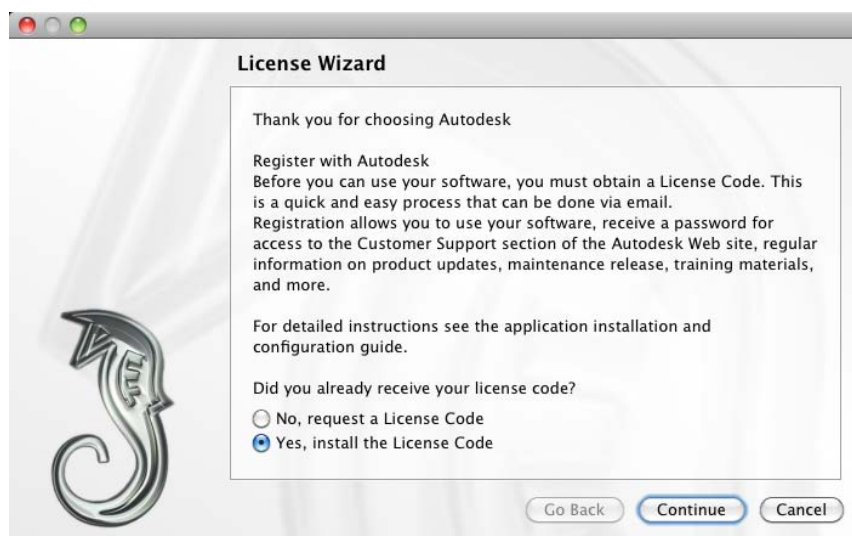 License Wizard
Thank you for choosing Autodesk
Register with Autodesk
Before you can use your software, you must obtain a License Code. This
is a quick and easy process that can be done via email.
Registration allows you to use your software, receive a password for
access to the Customer Support section of the Autodesk Web site, regular
information on product updates, maintenance release, training materials,
and more.
For detailed instructions see the application installation and
configuration guide.
Did you already receive your license code?
No, request a License Code
Yes, install the License Code
Go Back Continue Cancel